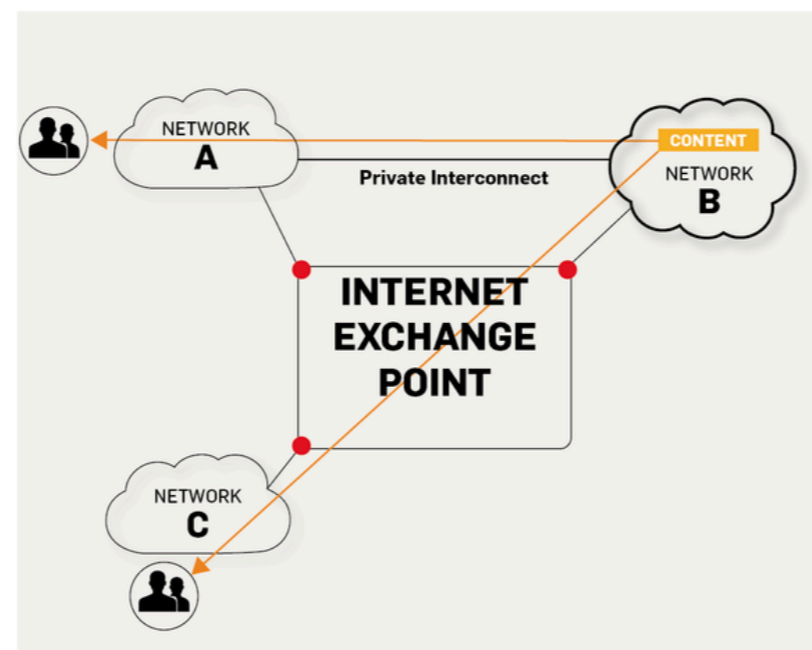 NETWORK
A
CONTENT
NETWORK
B
Private Interconnect
INTERNET
EXCHANGE
POINT
NETWORK
C